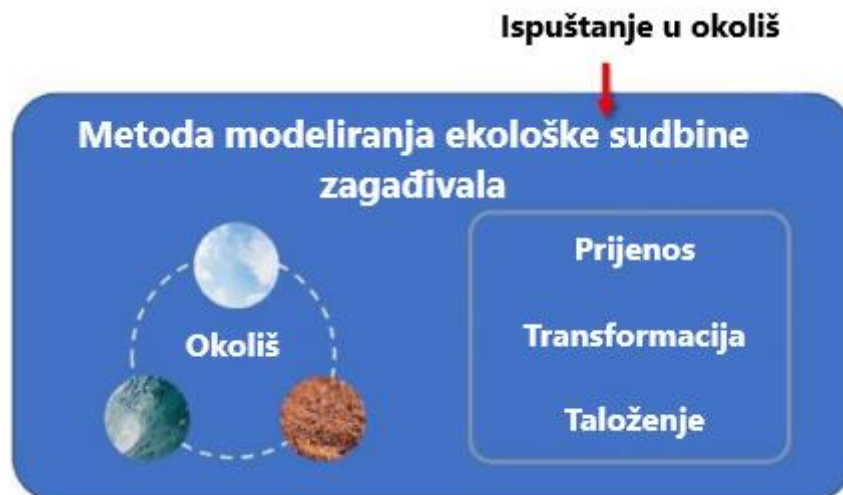 Ispuštanje u okoliš
Metoda modeliranja ekološke sudbine
zagađivala
Okoliš
Prijenos
Transformacija
Taloženje